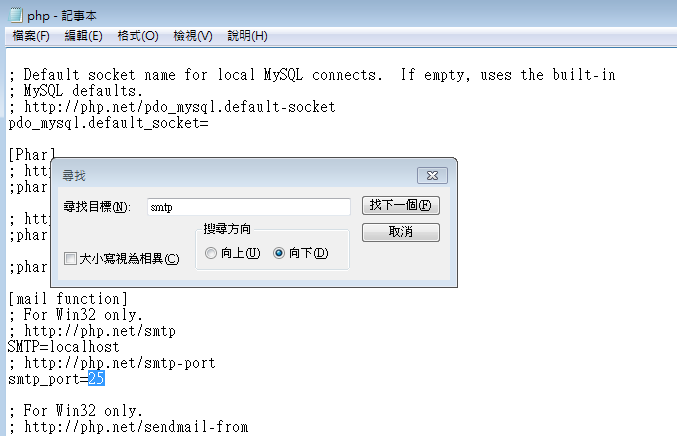 php - 記事本
檔案(F) 編輯(E) 格式(O) 檢視(V) 說明(H)
; Default socket name for local MySQL connects.  If empty, uses the built-in
; MySQL defaults.
; http://php.net/pdo_mysql.default-socket
pdo_mysql.default_socket=
[Phar]
; htt
;phar
; htt
;phar
;phar
尋找
尋找目標(N): smtp
找下一個(F)
取消
搜尋方向
向上(U) 向下(D)
大小寫視為相異(C)
[mail function]
; For Win32 only.
; http://php.net/smtp
SMTP=localhost
; http://php.net/smtp-port
smtp_port=25
; For Win32 only.
; http://php.net/sendmail-from